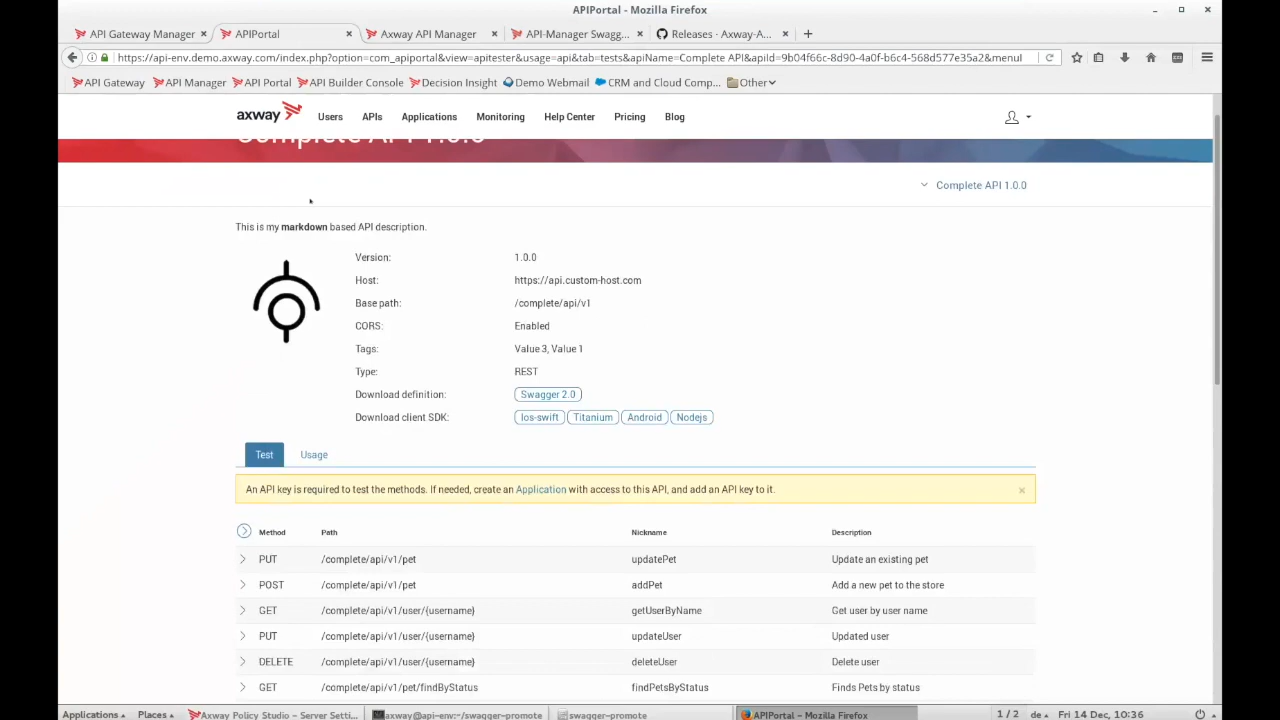 APIPortal - Mozilla Firefox
API Gateway Manager × APIPortal × Axway API Manager × API-Manager Swagg... × Releases · Axway-A... × +
https://api-env.demo.axway.com/index.php?option=com_apiportal&view=apitester&usage=api&tab=tests&apiName=Complete API&apiId=9b04f66c-8d90-4a0f-b6c4-568d577e35a2&menuI
API Gateway API Manager API Portal API Builder Console Decision Insight Demo Webmail CRM and Cloud Comp... Other
axway Users APIs Applications Monitoring Help Center Pricing Blog
Complete API 1.0.0
Complete API 1.0.0
This is my markdown based API description.
Version: 1.0.0
Host: https://api.custom-host.com
Base path: /complete/api/v1
CORS: Enabled
Tags: Value 3, Value 1
Type: REST
Download definition: Swagger 2.0
Download client SDK: Ios-swift Titanium Android Nodejs
Test Usage
An API key is required to test the methods. If needed, create an Application with access to this API, and add an API key to it. ×
Method Path Nickname Description
PUT /complete/api/v1/pet updatePet Update an existing pet
POST /complete/api/v1/pet addPet Add a new pet to the store
GET /complete/api/v1/user/{username} getUserByName Get user by user name
PUT /complete/api/v1/user/{username} updateUser Updated user
DELETE /complete/api/v1/user/{username} deleteUser Delete user
GET /complete/api/v1/pet/findByStatus findPetsByStatus Finds Pets by status
Applications Places Axway Policy Studio – Server Setti... axway@api-env:~/swagger-promote swagger-promote APIPortal – Mozilla Firefox 1 / 2 de Fri 14 Dec, 10:36